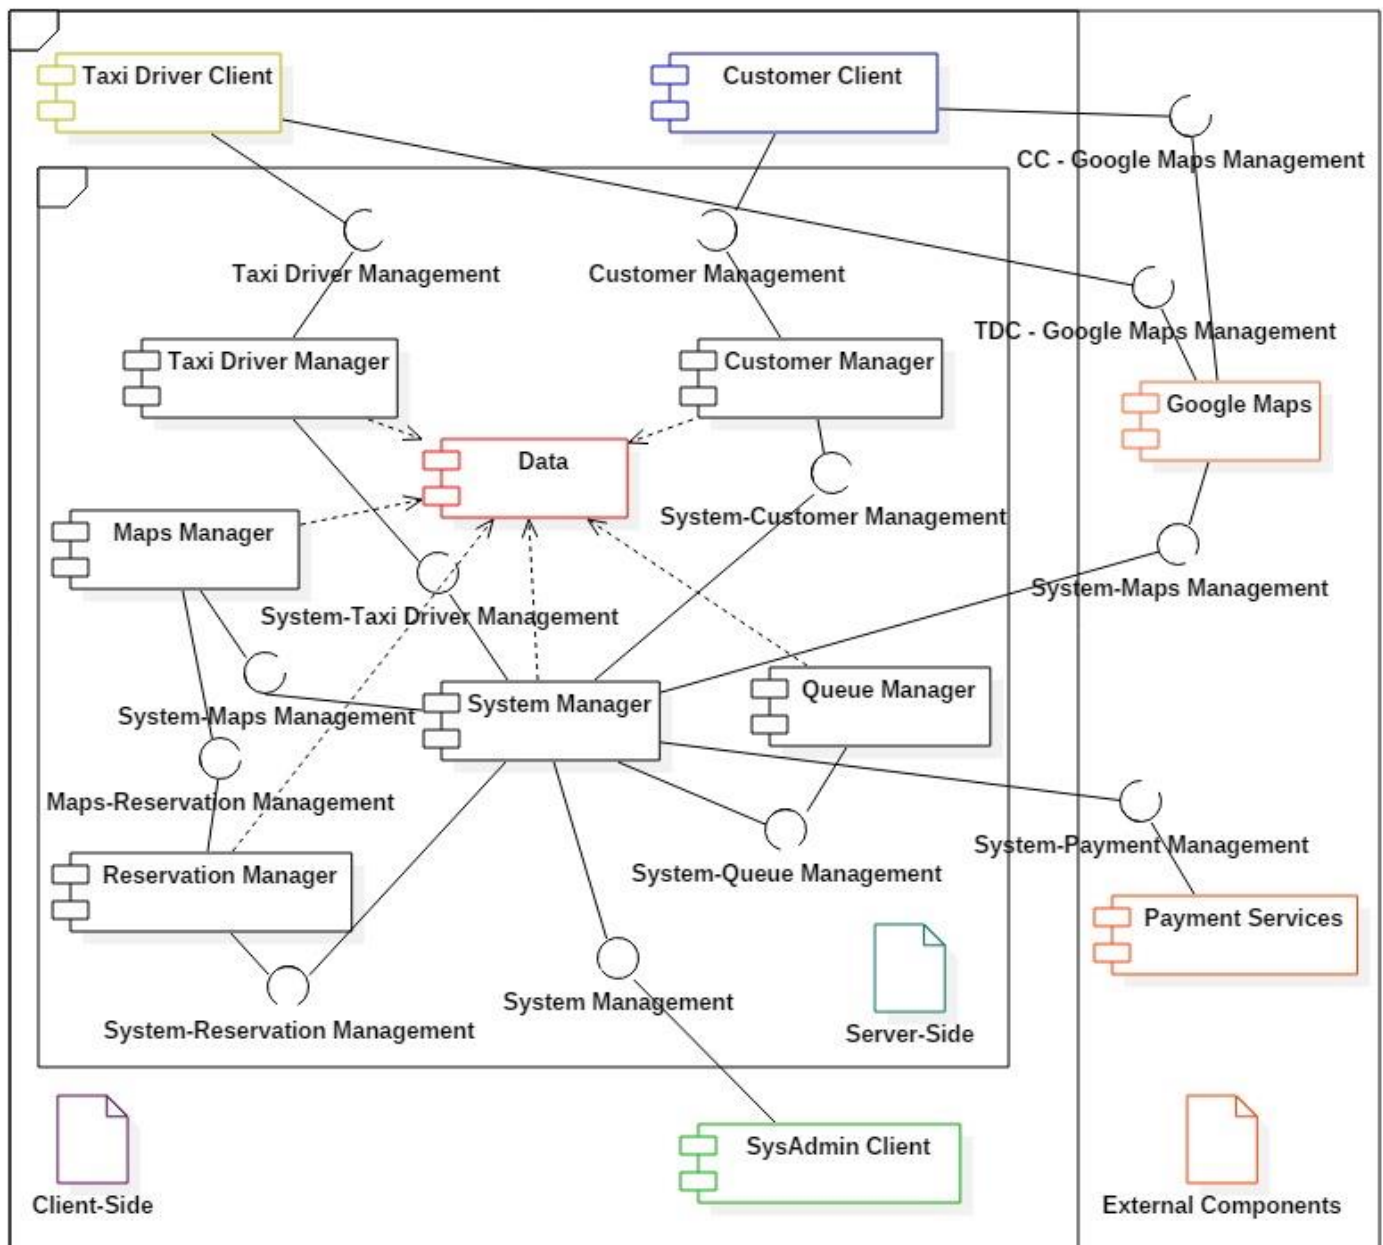 Taxi Driver Client
Customer Client
CC - Google Maps Management
Taxi Driver Management
Customer Management
TDC - Google Maps Management
Taxi Driver Manager
Customer Manager
Google Maps
Data
System-Customer Management
Maps Manager
System-Maps Management
System-Taxi Driver Management
Queue Manager
System Manager
System-Maps Management
Maps-Reservation Management
System-Payment Management
Reservation Manager
System-Queue Management
Payment Services
System Management
System-Reservation Management
Server-Side
SysAdmin Client
Client-Side
External Components